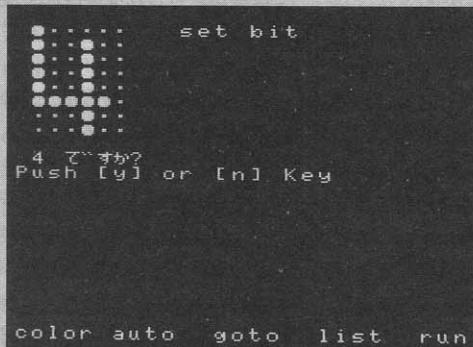 set bit
4 ですか?
Push [y] or [n] Key
color auto goto list run